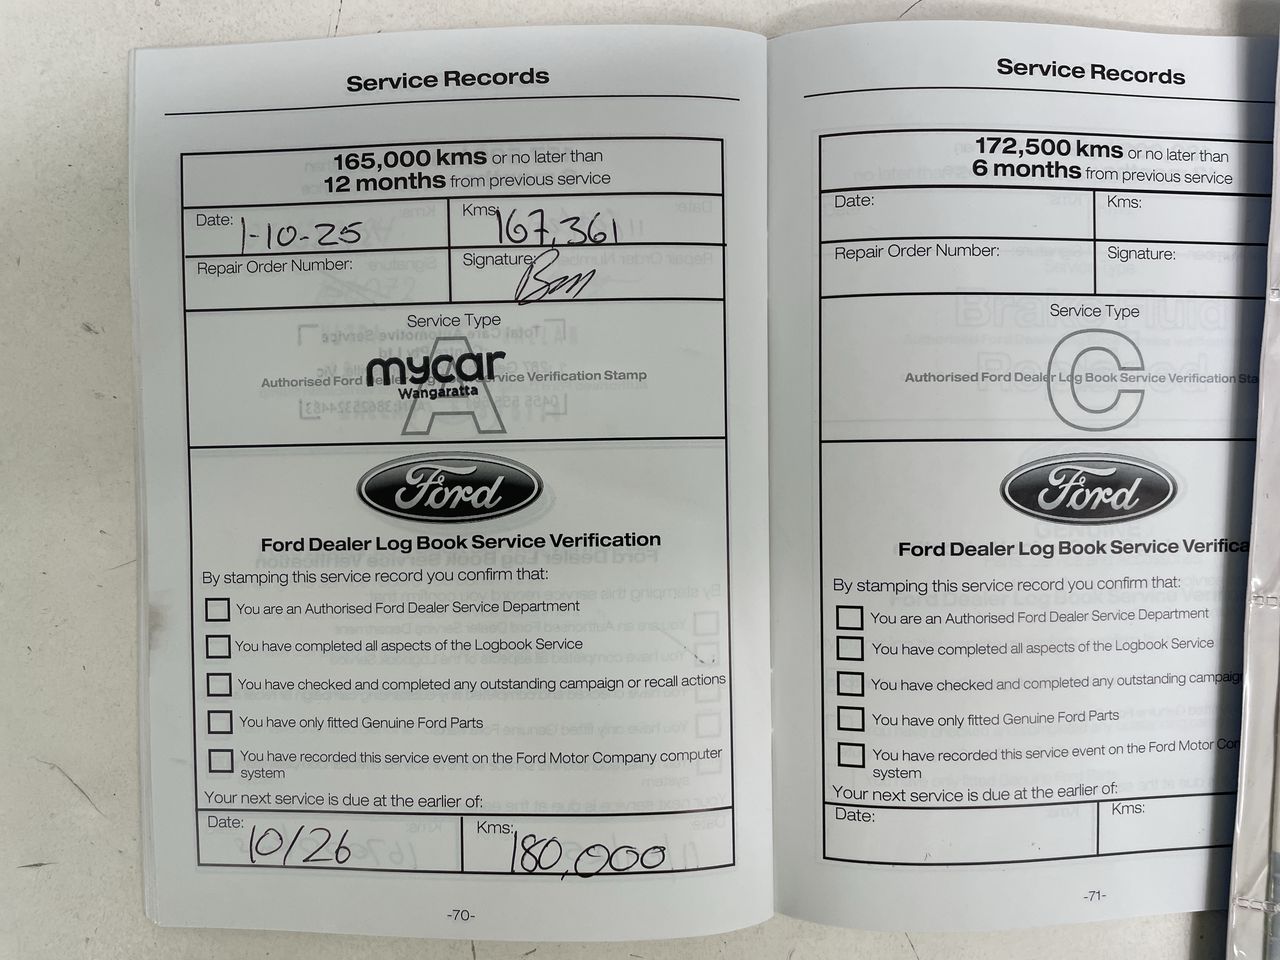 Service Records
165,000 kms or no later than
12 months from previous service
Date: 1-10-25
Kms: 167,361
Repair Order Number:
Signature:
Service Type
A
mycar
Wangaratta
Authorised Ford Dealer Log Book Service Verification Stamp
Ford
Ford Dealer Log Book Service Verification
By stamping this service record you confirm that:
You are an Authorised Ford Dealer Service Department
You have completed all aspects of the Logbook Service
You have checked and completed any outstanding campaign or recall actions
You have only fitted Genuine Ford Parts
You have recorded this service event on the Ford Motor Company computer
system
Your next service is due at the earlier of:
Date: 10/26
Kms: 180,000
-70-
Service Records
172,500 kms or no later than
6 months from previous service
Date:
Kms:
Repair Order Number:
Signature:
Service Type
C
Authorised Ford Dealer Log Book Service Verification Sta
Ford
Ford Dealer Log Book Service Verifica
By stamping this service record you confirm that:
You are an Authorised Ford Dealer Service Department
You have completed all aspects of the Logbook Service
You have checked and completed any outstanding campaig
You have only fitted Genuine Ford Parts
You have recorded this service event on the Ford Motor Co
system
Your next service is due at the earlier of:
Date:
Kms:
-71-